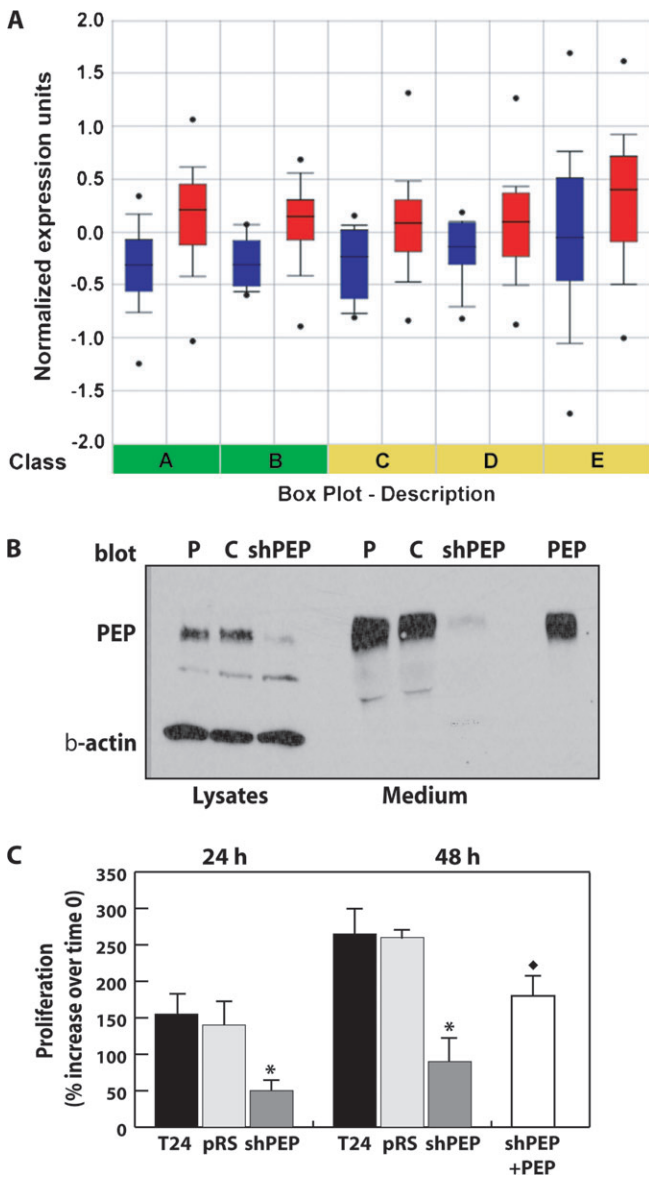 A
Normalized expression units
2.0
1.5
1.0
0.5
0.0
-0.5
-1.0
-1.5
-2.0
Class A B C D E
Box Plot - Description
B
blot P C shPEP P C shPEP PEP
PEP
b-actin
Lysates Medium
C
24 h 48 h
Proliferation
(% increase over time 0)
350
300
250
200
150
100
50
0
*
*
◆
T24 pRS shPEP T24 pRS shPEP shPEP
+PEP